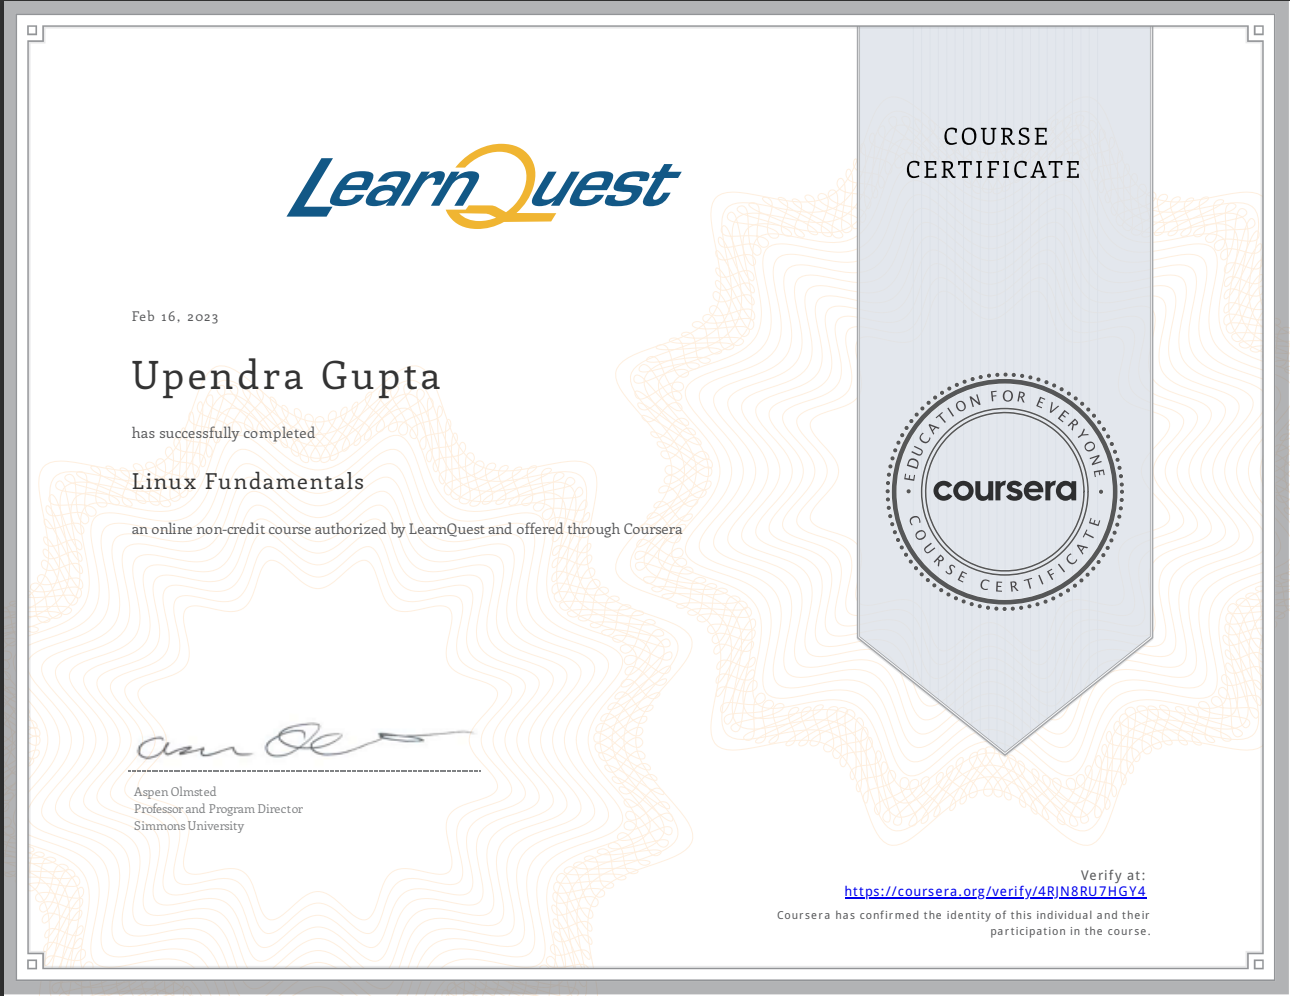 LearnQuest
COURSE
CERTIFICATE
Feb 16, 2023
Upendra Gupta
has successfully completed
Linux Fundamentals
an online non-credit course authorized by LearnQuest and offered through Coursera
EDUCATION FOR EVERYONE
coursera
COURSE CERTIFICATE
Aspen Olmsted
Professor and Program Director
Simmons University
Verify at:
https://coursera.org/verify/4RJN8RU7HGY4
Coursera has confirmed the identity of this individual and their
participation in the course.